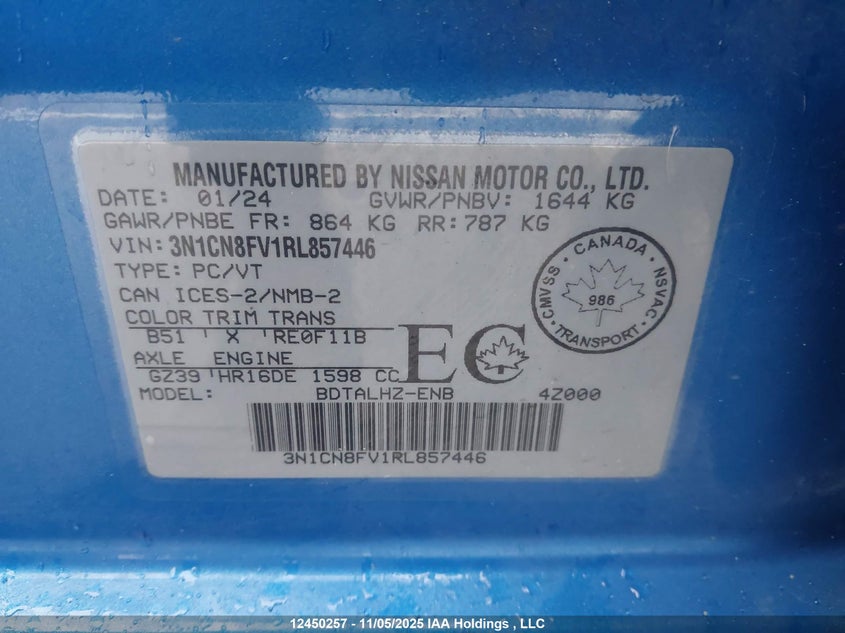 MANUFACTURED BY NISSAN MOTOR CO., LTD.
DATE: 01/24 GVWR/PNBV: 1644 KG
GAWR/PNBE FR: 864 KG RR: 787 KG
VIN: 3N1CN8FV1RL857446
TYPE: PC/VT
CAN ICES-2/NMB-2
COLOR TRIM TRANS
B51 X RE0F11B
AXLE ENGINE
GZ39 HR16DE 1598 CC
EC
MODEL: BDTALHZ-ENB 4Z000
3N1CN8FV1RL857446
CANADA
CMVSS
NSVAC
986
TRANSPORT
12450257 - 11/05/2025 IAA Holdings , LLC